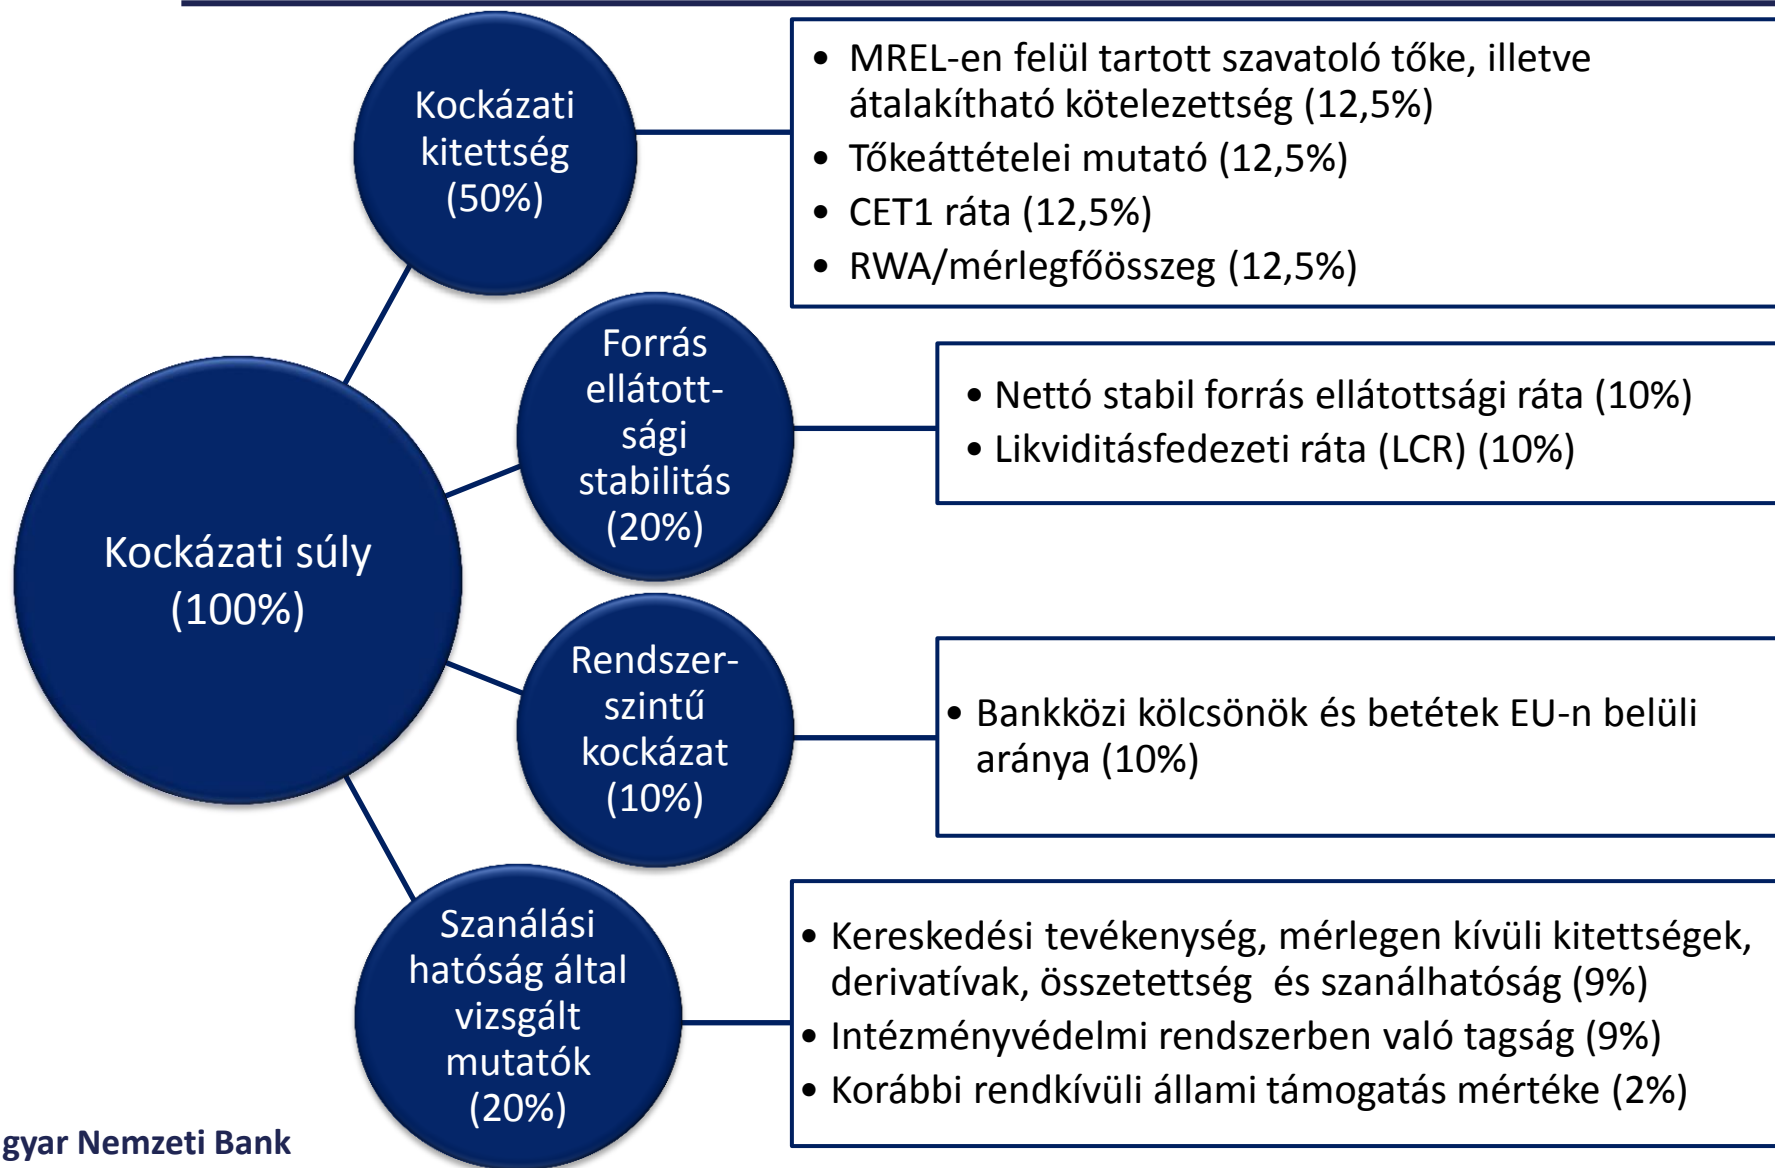 Kockázati súly
(100%)
Kockázati
kitettség
(50%)
• MREL-en felül tartott szavatoló tőke, illetve
átalakítható kötelezettség (12,5%)
• Tőkeáttételei mutató (12,5%)
• CET1 ráta (12,5%)
• RWA/mérlegfőösszeg (12,5%)
Forrás
ellátott-
sági
stabilitás
(20%)
• Nettó stabil forrás ellátottsági ráta (10%)
• Likviditásfedezeti ráta (LCR) (10%)
Rendszer-
szintű
kockázat
(10%)
• Bankközi kölcsönök és betétek EU-n belüli
aránya (10%)
Szanálási
hatóság által
vizsgált
mutatók
(20%)
• Kereskedési tevékenység, mérlegen kívüli kitettségek,
derivatívak, összetettség és szanálhatóság (9%)
• Intézményvédelmi rendszerben való tagság (9%)
• Korábbi rendkívüli állami támogatás mértéke (2%)
gyar Nemzeti Bank